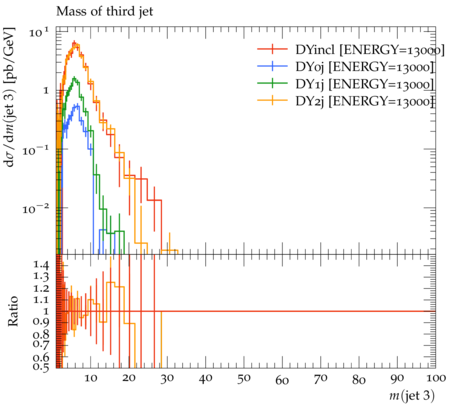 Mass of third jet
dσ/dm(jet 3) [pb/GeV]
10¹
1
10⁻¹
10⁻²
DYincl [ENERGY=13000]
DY0j [ENERGY=13000]
DY1j [ENERGY=13000]
DY2j [ENERGY=13000]
Ratio
1.4
1.3
1.2
1.1
1
0.9
0.8
0.7
0.6
0.5
10 20 30 40 50 60 70 80 90 100
m(jet 3)